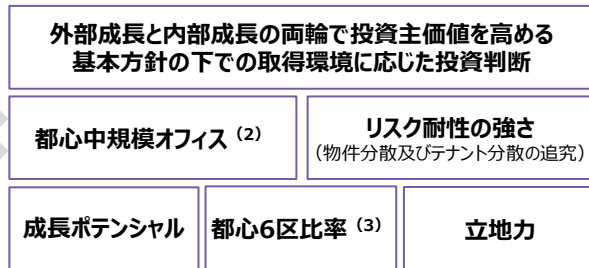 外部成長と内部成長の両輪で投資主価値を高める
基本方針の下での取得環境に応じた投資判断
都心中規模オフィス (2)
リスク耐性の強さ
（物件分散及びテナント分散の追究）
成長ポテンシャル
都心6区比率 (3)
立地力